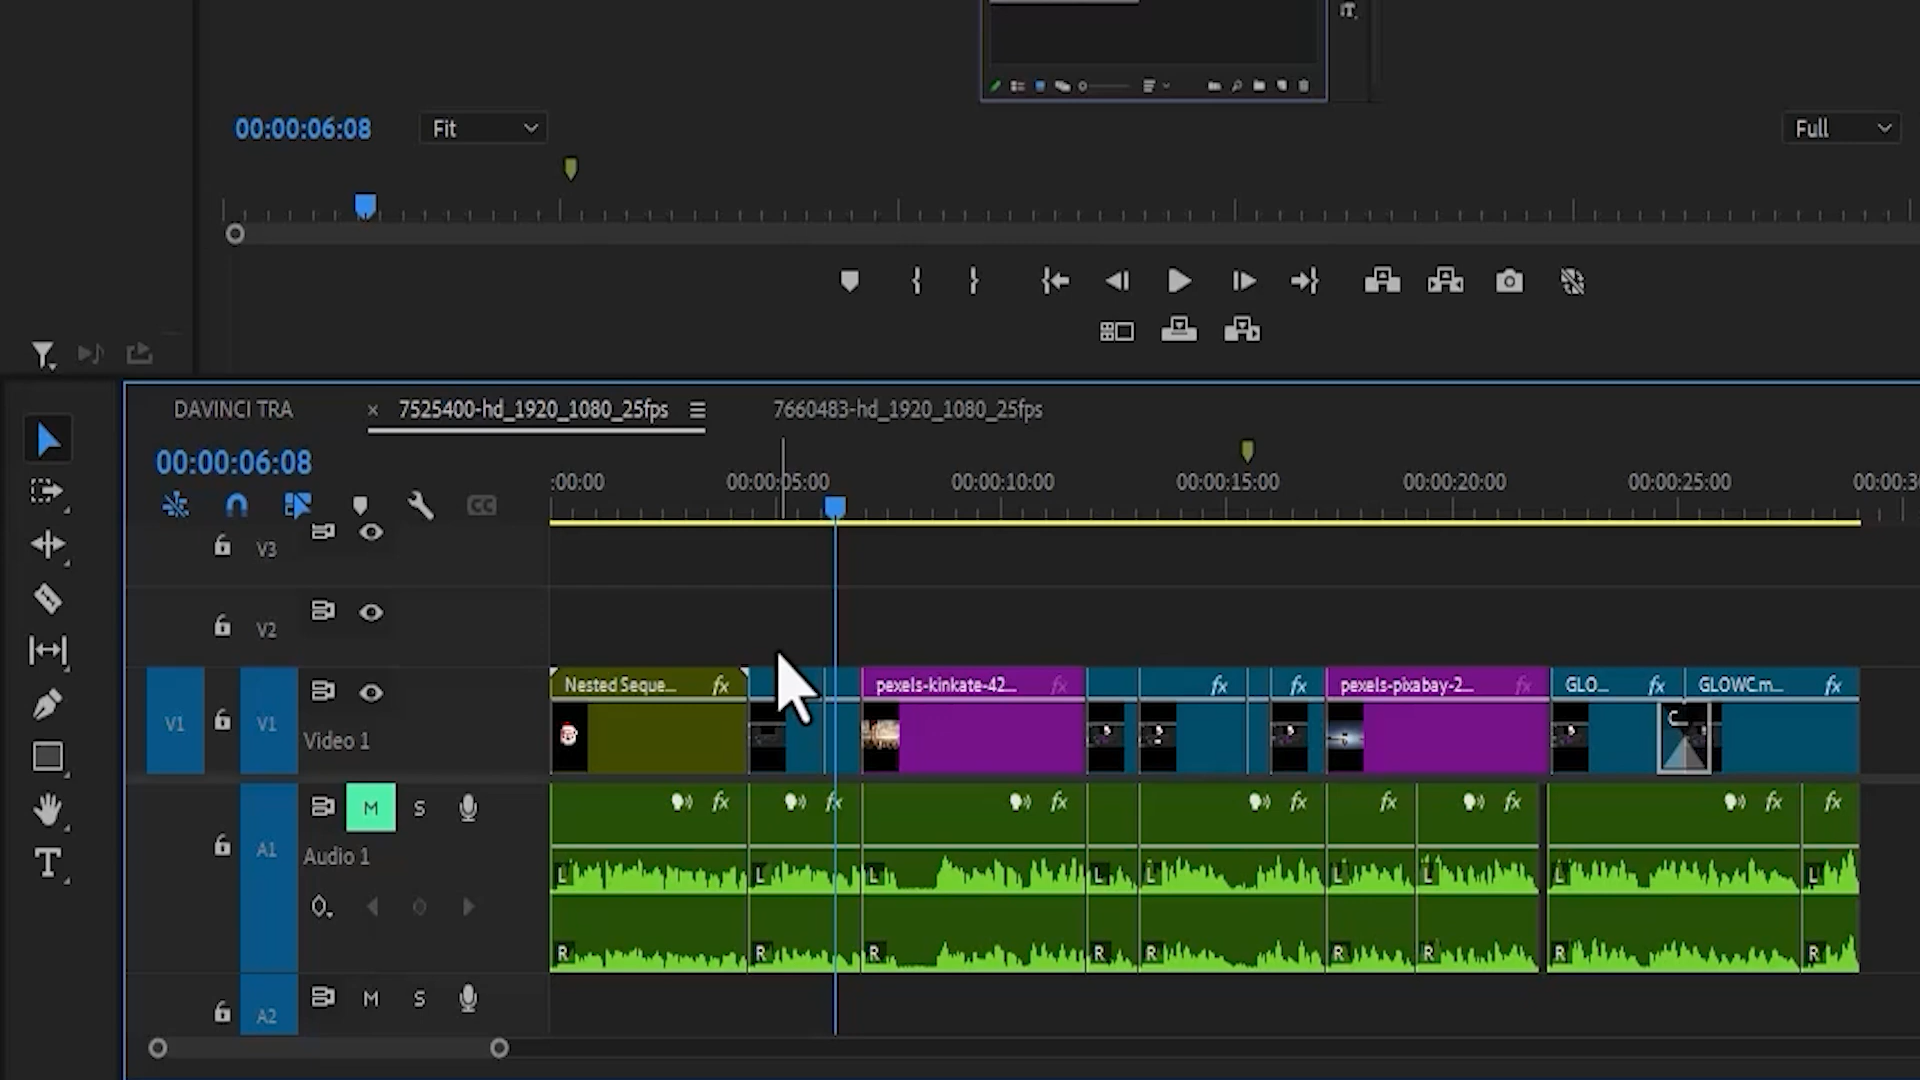 00:00:06:08 Fit Full
DAVINCI TRA × 7525400-hd_1920_1080_25fps 7660483-hd_1920_1080_25fps
00:00:06:08
:00:00 00:00:05:00 00:00:10:00 00:00:15:00 00:00:20:00 00:00:25:00 00:00:3
CC
V3
V2
Nested Seque... fx pexels-kinkate-42... fx fx fx pexels-pixabay-2... fx GLO... fx GLOWC.m... fx
V1 V1 Video 1
C
M S fx fx fx fx fx fx fx fx
A1 Audio 1
L L L L L L L L L
R R R R R R R R R
A2 M S
T